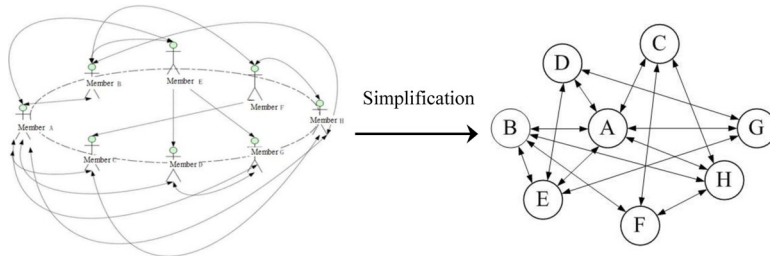 Member B
Member E
Member F
Member A
Member H
Member C
Member D
Member G
Simplification
C
D
B
A
G
E
H
F